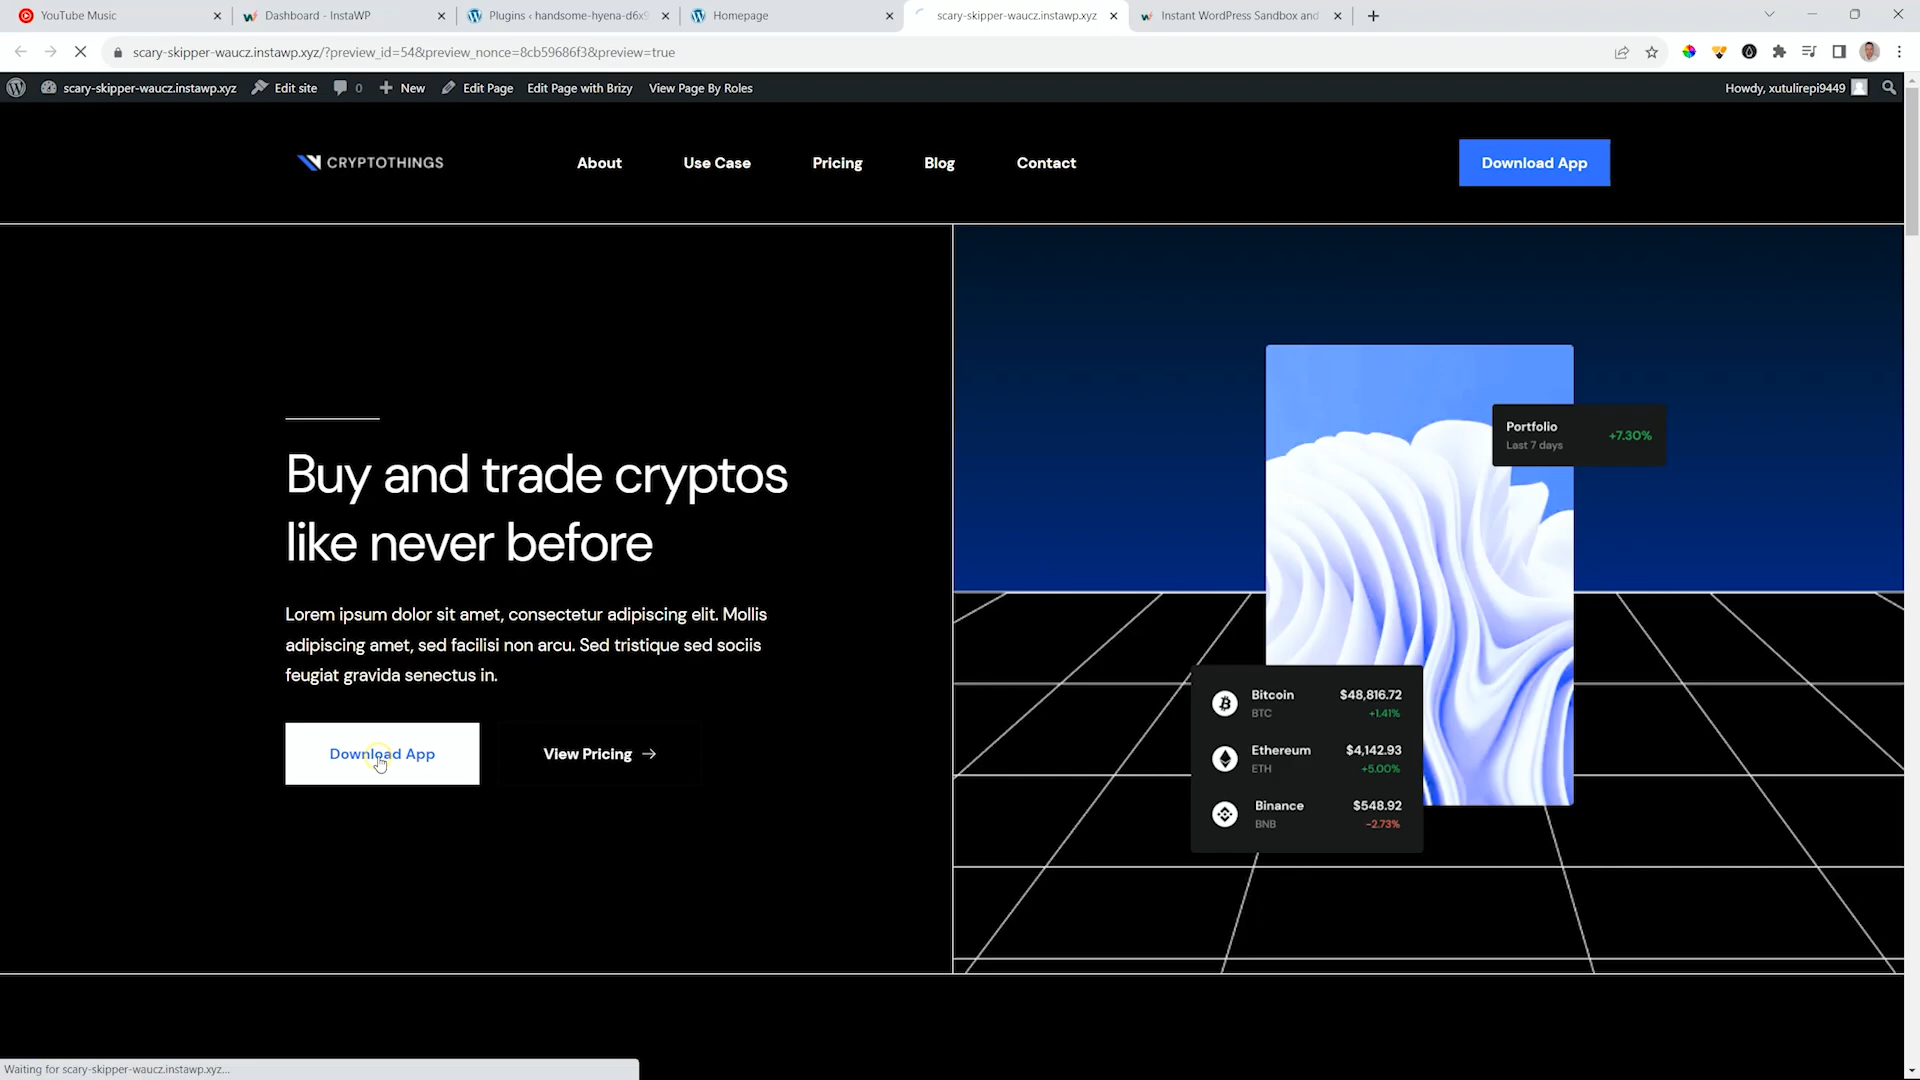 YouTube Music
Dashboard - InstaWP
Plugins ‹ handsome-hyena-d6x9
Homepage
scary-skipper-waucz.instawp.xyz
Instant WordPress Sandbox and
scary-skipper-waucz.instawp.xyz/?preview_id=54&preview_nonce=8cb59686f3&preview=true
scary-skipper-waucz.instawp.xyz
Edit site
0
New
Edit Page
Edit Page with Brizy
View Page By Roles
Howdy, xutulirepi9449
CRYPTOTHINGS
About
Use Case
Pricing
Blog
Contact
Download App
Buy and trade cryptos
like never before
Lorem ipsum dolor sit amet, consectetur adipiscing elit. Mollis
adipiscing amet, sed facilisi non arcu. Sed tristique sed sociis
feugiat gravida senectus in.
Download App
View Pricing →
Portfolio
Last 7 days
+7.30%
Bitcoin $48,816.72
BTC +1.41%
Ethereum $4,142.93
ETH +5.00%
Binance $548.92
BNB -2.73%
Waiting for scary-skipper-waucz.instawp.xyz...